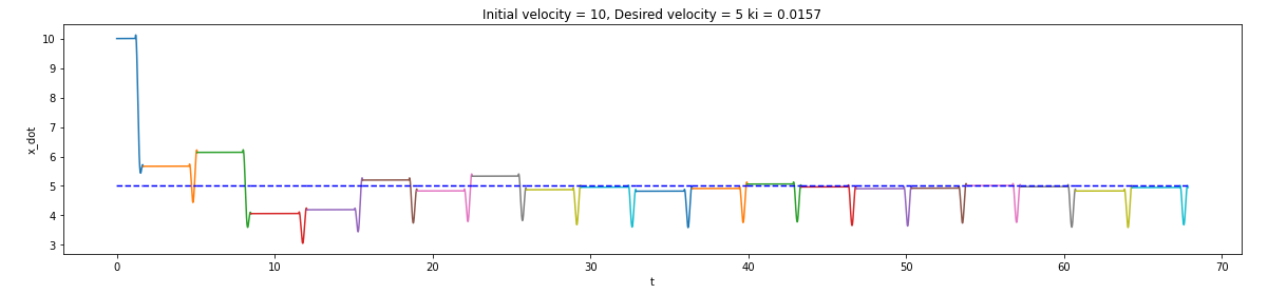 Initial velocity = 10, Desired velocity = 5 ki = 0.0157
10
9
8
7
6
5
4
3
x_dot
0 10 20 30 40 50 60 70
t